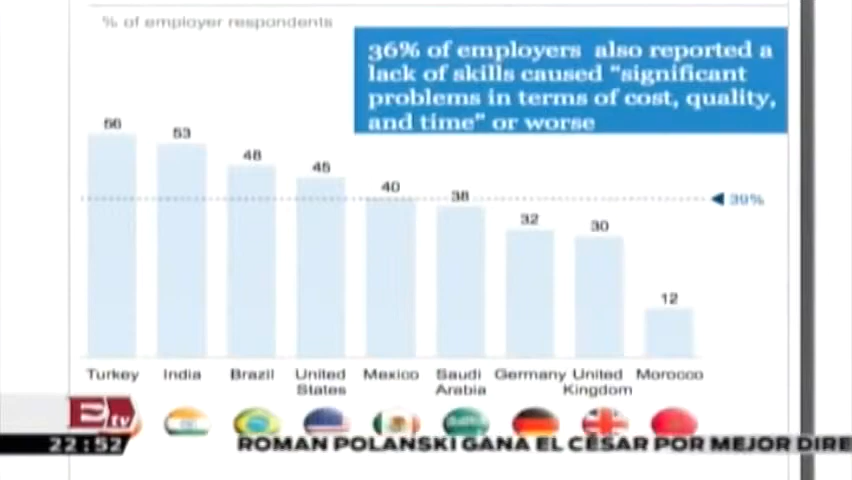 % of employer respondents
36% of employers also reported a
lack of skills caused "significant
problems in terms of cost, quality,
and time" or worse
56
53
48
45
40
38
32
30
12
39%
Turkey India Brazil United States Mexico Saudi Arabia Germany United Kingdom Morocco
tv
22:52
ROMAN POLANSKI GANA EL CÉSAR POR MEJOR DIRE